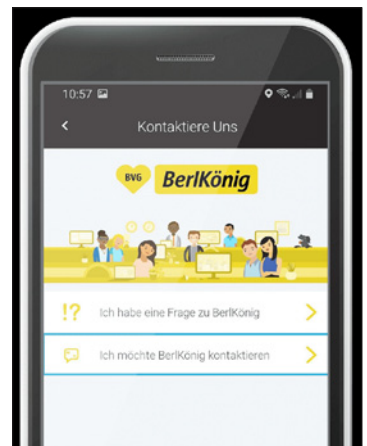 10:57
Kontaktiere Uns
BVG BerlKönig
!? Ich habe eine Frage zu BerlKönig
Ich möchte BerlKönig kontaktieren